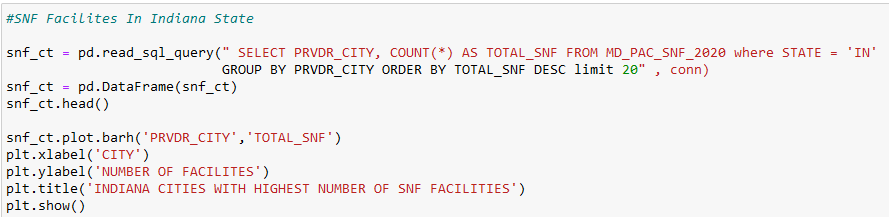 #SNF Facilites In Indiana State
snf_ct = pd.read_sql_query(" SELECT PRVDR_CITY, COUNT(*) AS TOTAL_SNF FROM MD_PAC_SNF_2020 where STATE = 'IN'
GROUP BY PRVDR_CITY ORDER BY TOTAL_SNF DESC limit 20" , conn)
snf_ct = pd.DataFrame(snf_ct)
snf_ct.head()
snf_ct.plot.barh('PRVDR_CITY','TOTAL_SNF')
plt.xlabel('CITY')
plt.ylabel('NUMBER OF FACILITES')
plt.title('INDIANA CITIES WITH HIGHEST NUMBER OF SNF FACILITIES')
plt.show()